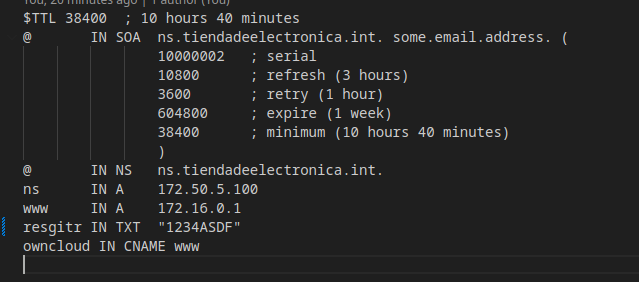 You, 20 minutes ago | 1 author (You)
$TTL 38400  ; 10 hours 40 minutes
@       IN SOA  ns.tiendadeelectronica.int. some.email.address. (
                10000002   ; serial
                10800      ; refresh (3 hours)
                3600       ; retry (1 hour)
                604800     ; expire (1 week)
                38400      ; minimum (10 hours 40 minutes)
                )
@       IN NS   ns.tiendadeelectronica.int.
ns      IN A    172.50.5.100
www     IN A    172.16.0.1
resgitr IN TXT  "1234ASDF"
owncloud IN CNAME www